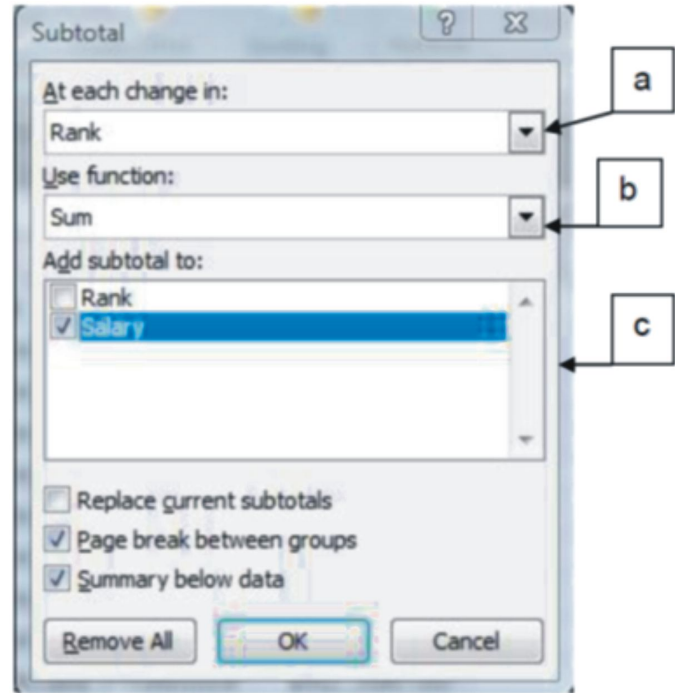 Subtotal
At each change in:
a
Rank
Use function:
b
Sum
Add subtotal to:
Rank
Salary
c
Replace current subtotals
Page break between groups
Summary below data
Remove All OK Cancel